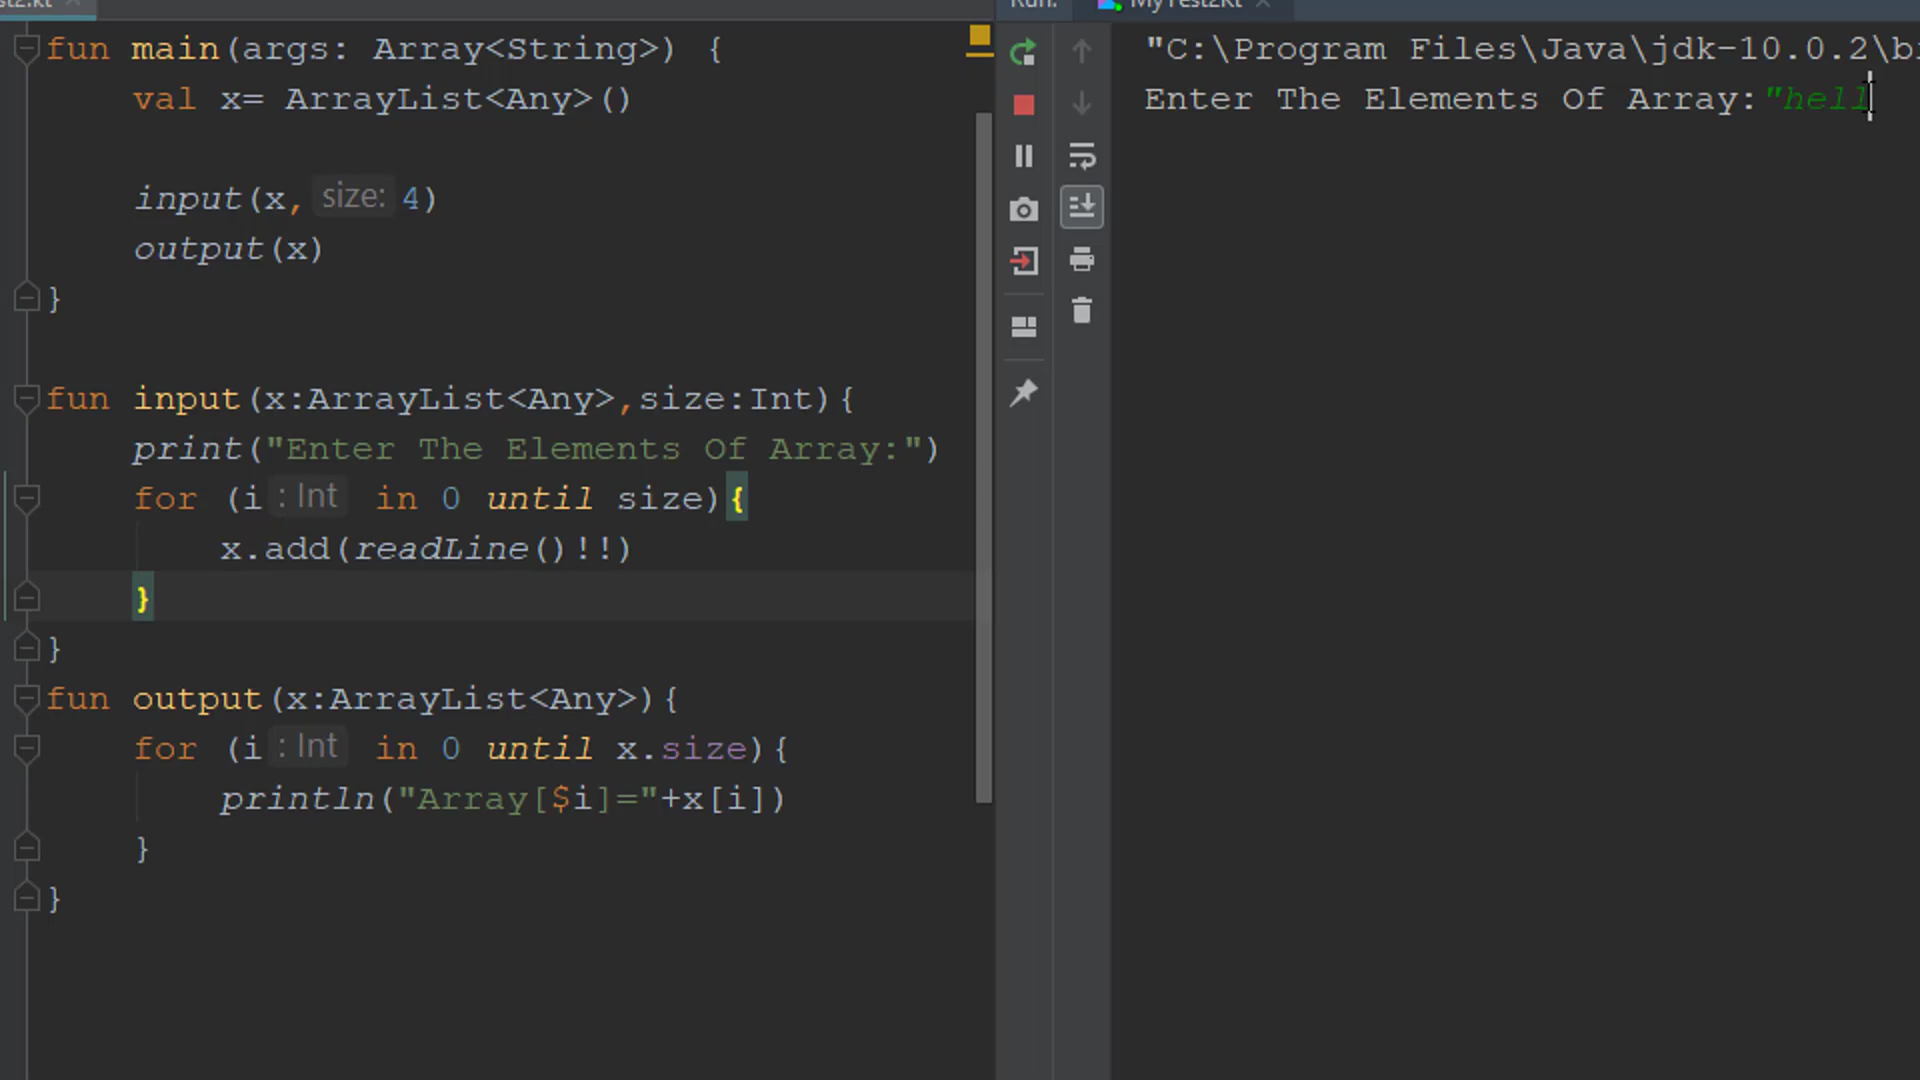 st2.kt
fun main(args: Array<String>) {
val x= ArrayList<Any>()
input(x, size: 4)
output(x)
}
fun input(x:ArrayList<Any>,size:Int){
print("Enter The Elements Of Array:")
for (i : Int in 0 until size){
x.add(readLine()!!)
}
}
fun output(x:ArrayList<Any>){
for (i : Int in 0 until x.size){
println("Array[$i]="+x[i])
}
}
Run: MyTest2Kt
"C:\Program Files\Java\jdk-10.0.2\bi
Enter The Elements Of Array:"hell